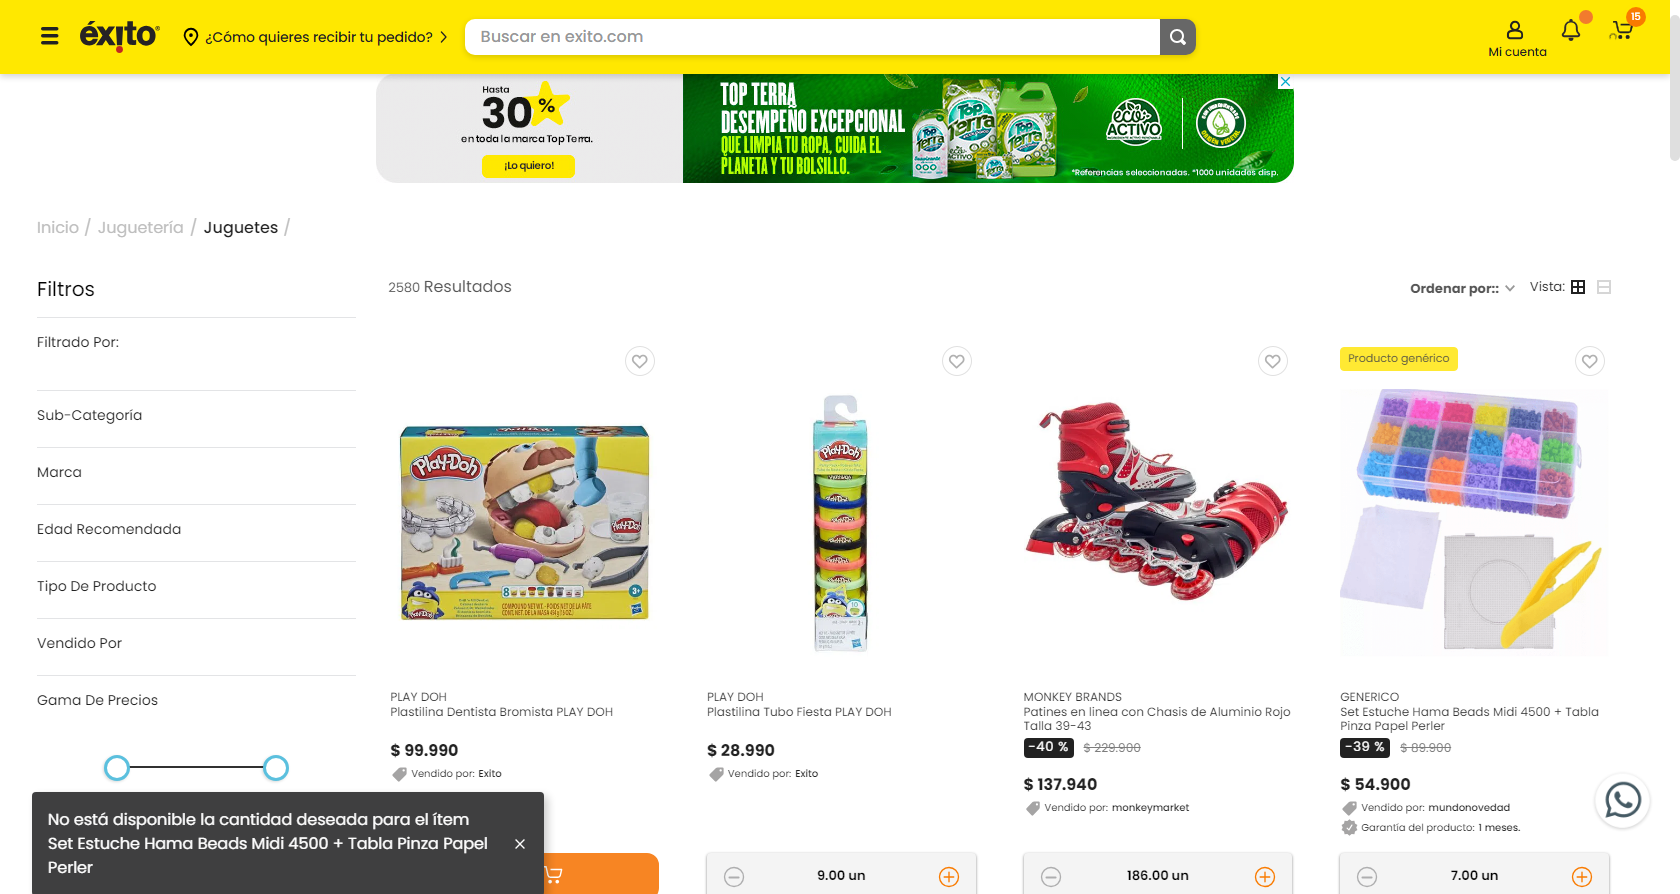 éxito
¿Cómo quieres recibir tu pedido?
Buscar en exito.com
Mi cuenta
15
Hasta
30 %
en toda la marca Top Terra.
¡Lo quiero!
TOP TERRA
DESEMPEÑO EXCEPCIONAL
QUE LIMPIA TU ROPA, CUIDA EL
PLANETA Y TU BOLSILLO.
Top Terra
eco
ACTIVO
*Referencias seleccionadas. *1000 unidades disp.
Inicio / Juguetería / Juguetes /
Filtros
2580 Resultados
Ordenar por::
Vista:
Filtrado Por:
Sub-Categoría
Marca
Edad Recomendada
Tipo De Producto
Vendido Por
Gama De Precios
Producto genérico
Play-Doh
Play-Doh
PLAY DOH
Plastilina Dentista Bromista PLAY DOH
$ 99.990
Vendido por: Exito
PLAY DOH
Plastilina Tubo Fiesta PLAY DOH
$ 28.990
Vendido por: Exito
MONKEY BRANDS
Patines en linea con Chasis de Aluminio Rojo
Talla 39-43
-40 % $ 229.900
$ 137.940
Vendido por: monkeymarket
GENERICO
Set Estuche Hama Beads Midi 4500 + Tabla
Pinza Papel Perler
-39 % $ 89.900
$ 54.900
Vendido por: mundonovedad
Garantía del producto: 1 meses.
No está disponible la cantidad deseada para el ítem
Set Estuche Hama Beads Midi 4500 + Tabla Pinza Papel
Perler
9.00 un
186.00 un
7.00 un